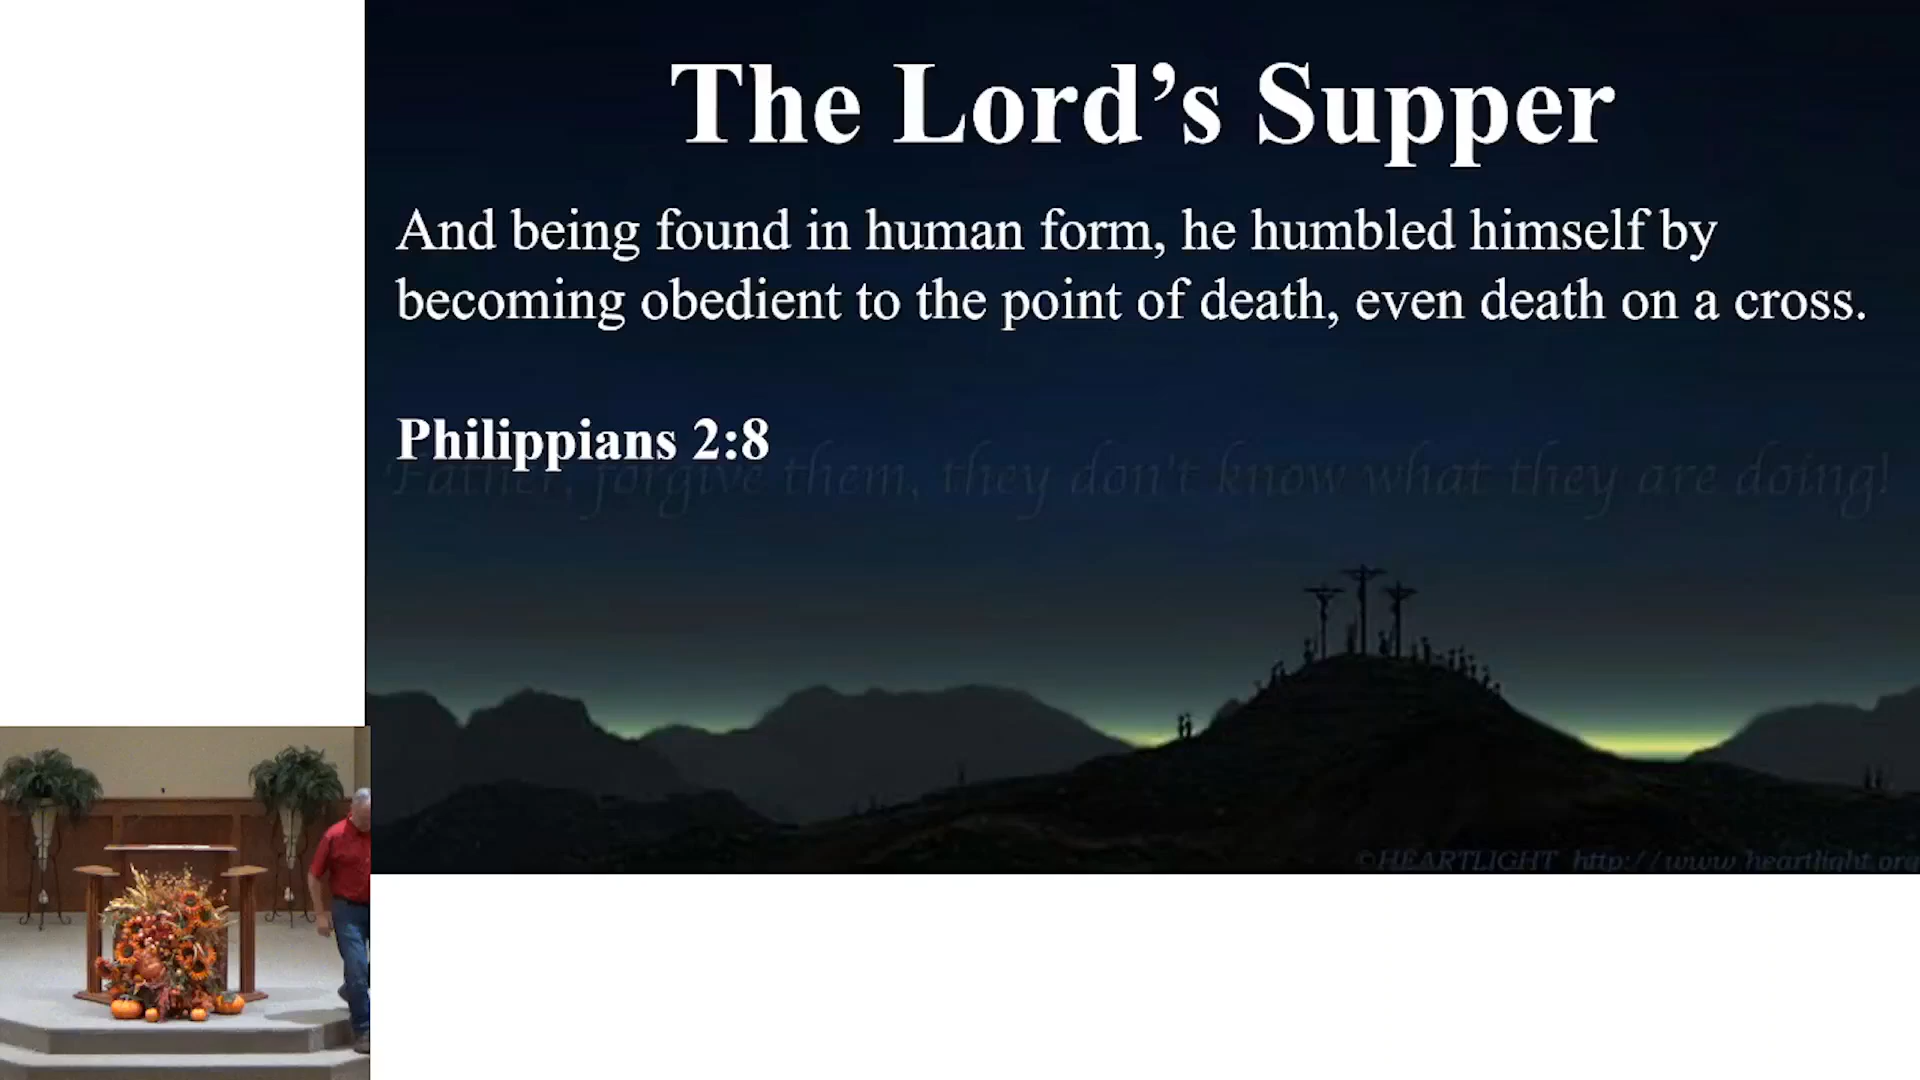 The Lord’s Supper
And being found in human form, he humbled himself by
becoming obedient to the point of death, even death on a cross.
Philippians 2:8
'Father, forgive them, they don't know what they are doing!
©HEARTLIGHT http://www.heartlight.org